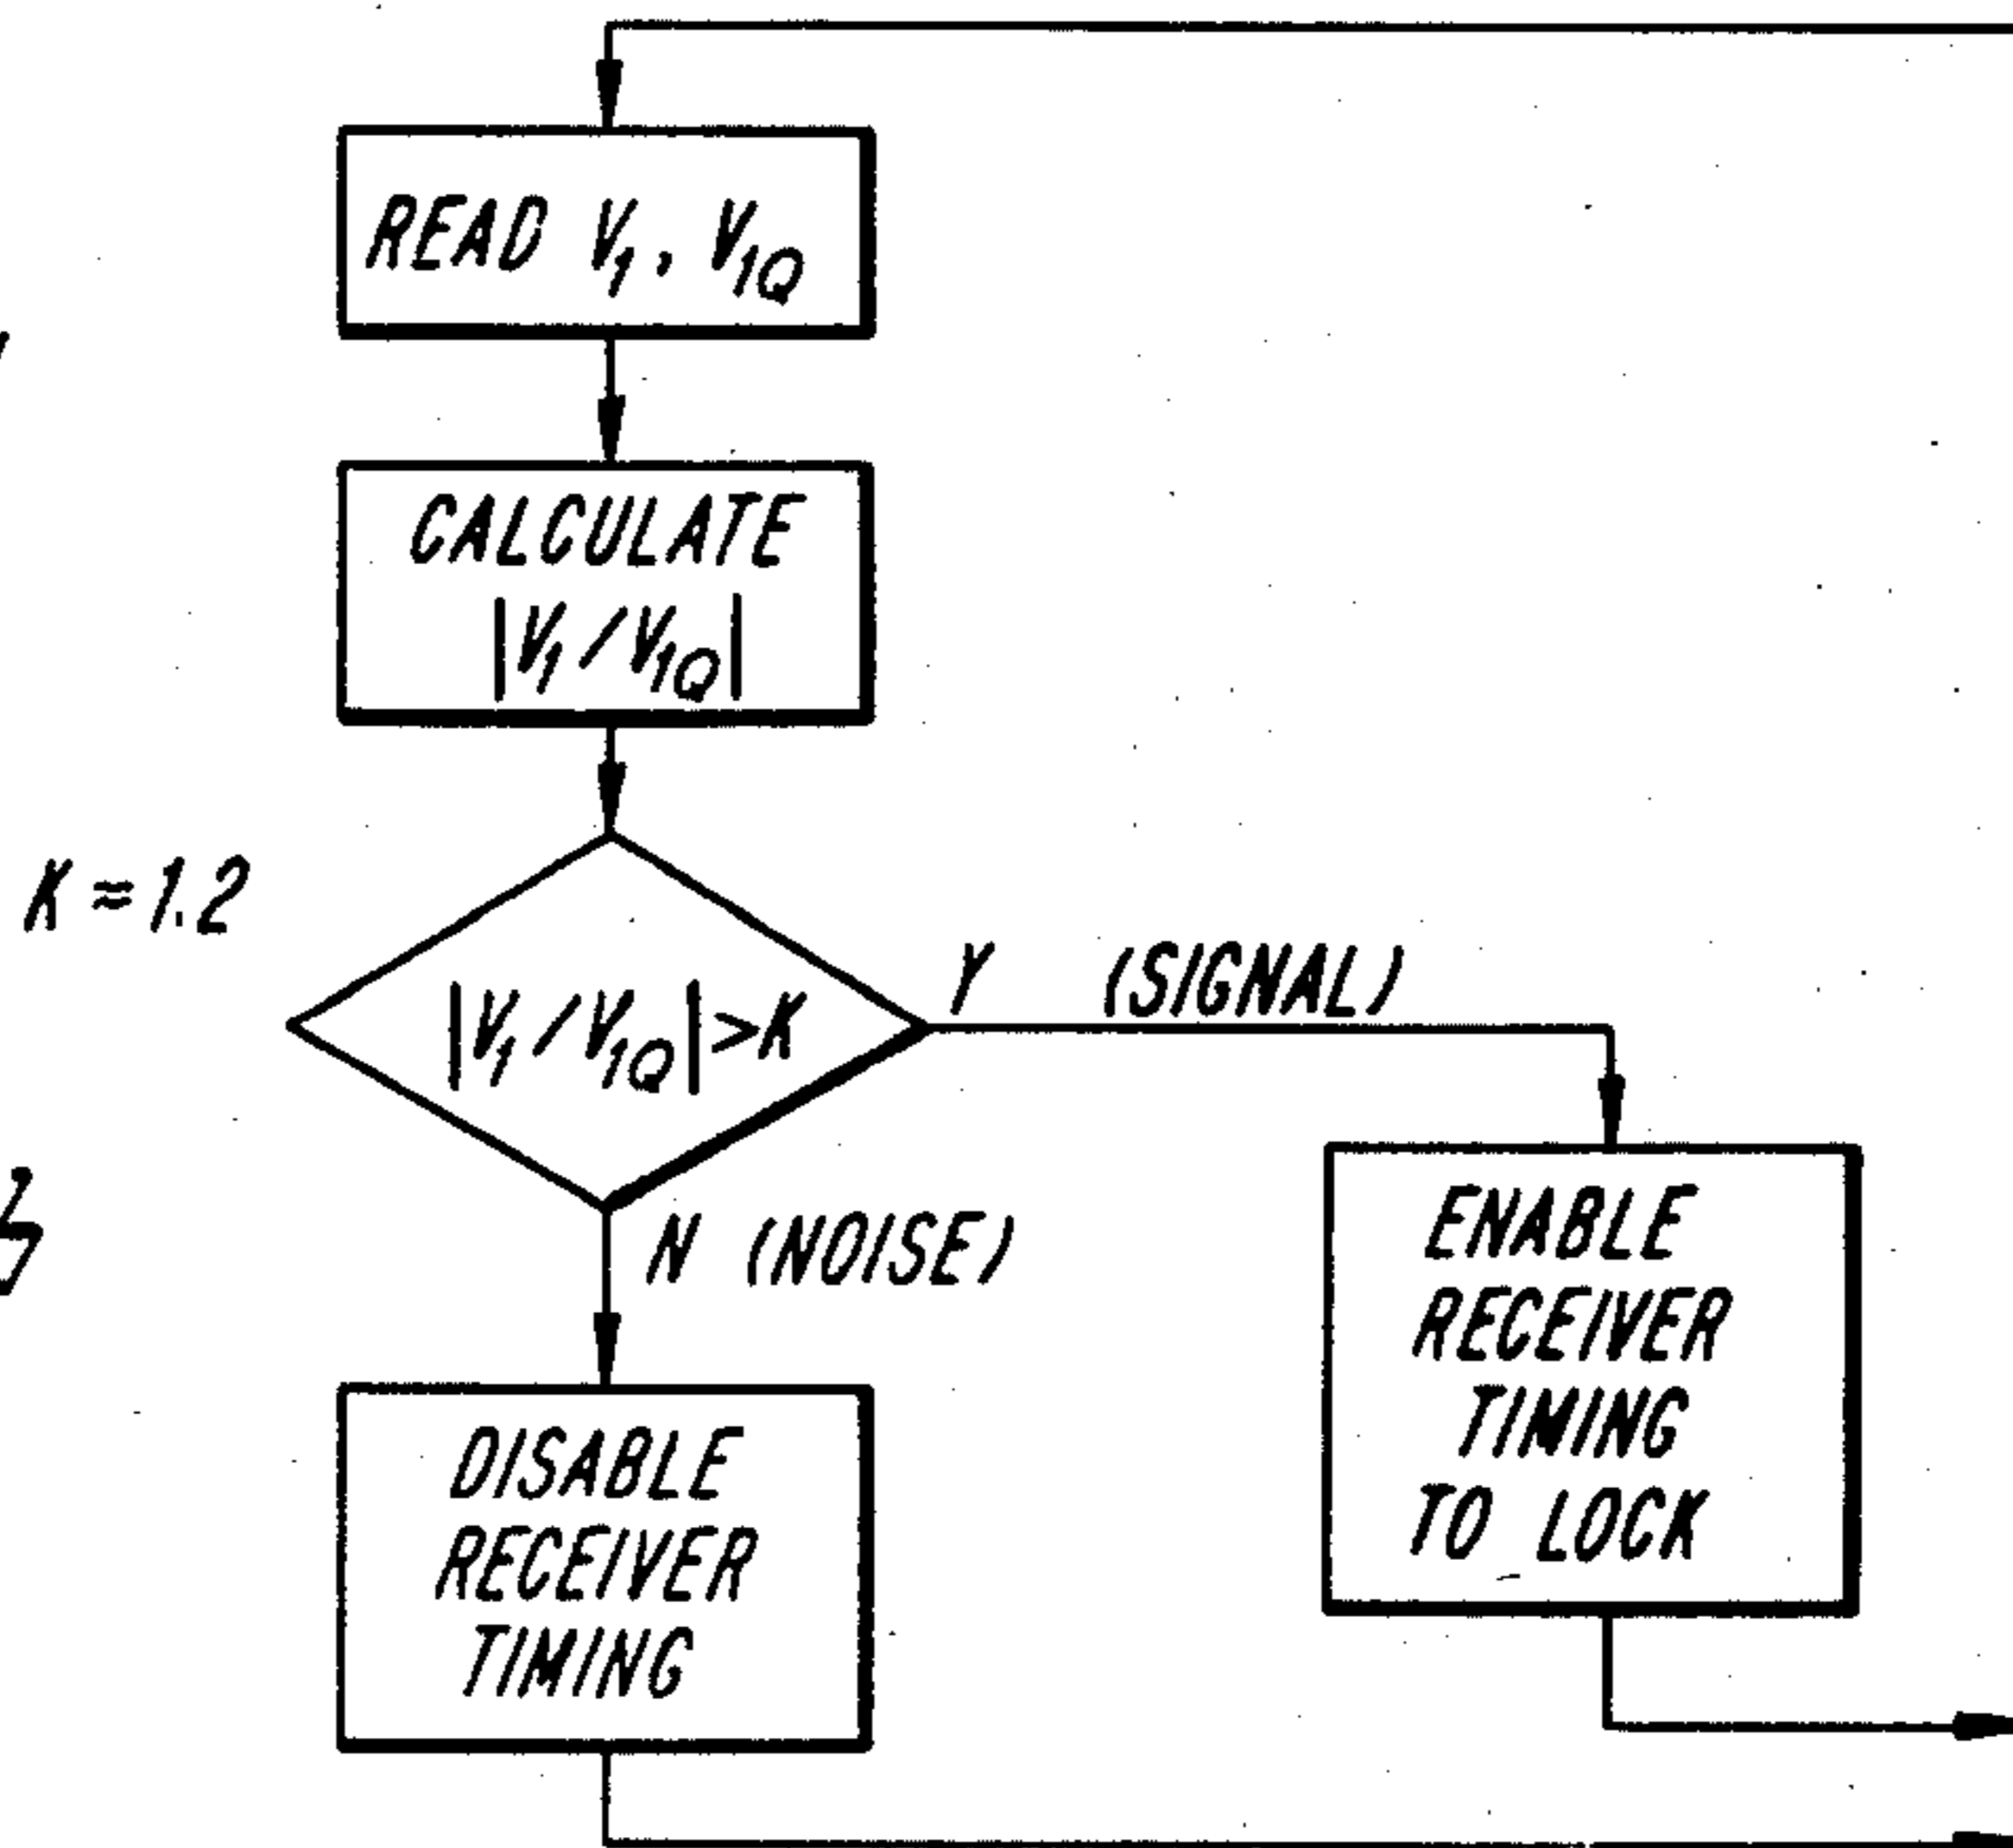 READ V₁, V₁Q
CALCULATE
|V₁/V₁Q|
K≈1.2
|V₁/V₁Q|>K
Y (SIGNAL)
N (NOISE)
ENABLE
RECEIVER
TIMING
TO LOCK
DISABLE
RECEIVER
TIMING